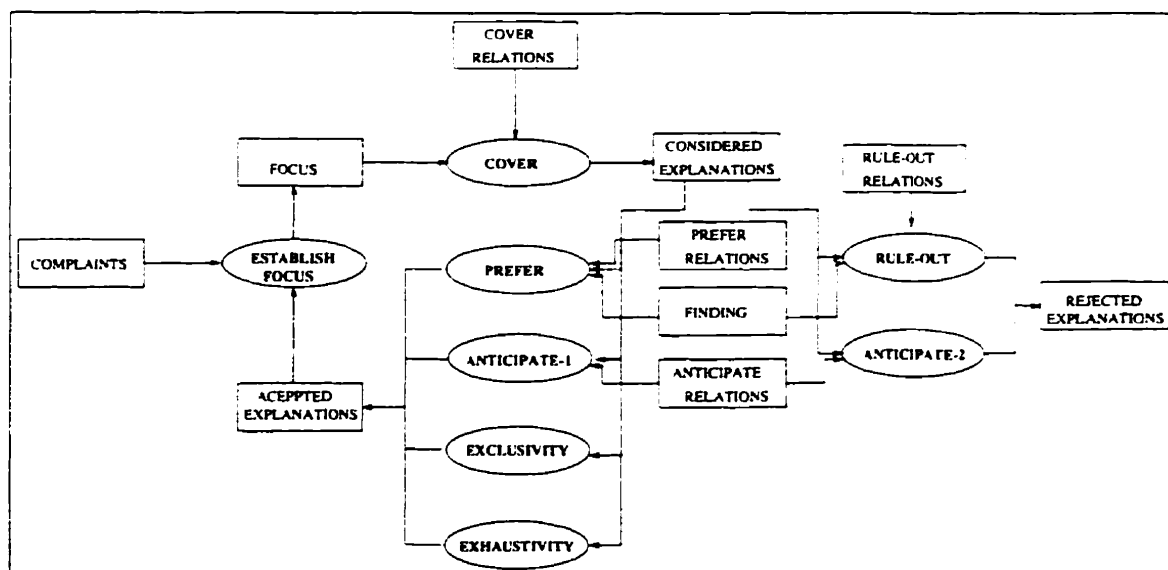 COVER
RELATIONS
FOCUS
COVER
CONSIDERED
EXPLANATIONS
RULE-OUT
RELATIONS
COMPLAINTS
ESTABLISH
FOCUS
PREFER
PREFER
RELATIONS
RULE-OUT
FINDING
REJECTED
EXPLANATIONS
ANTICIPATE-1
ANTICIPATE
RELATIONS
ANTICIPATE-2
ACEPPTED
EXPLANATIONS
EXCLUSIVITY
EXHAUSTIVITY